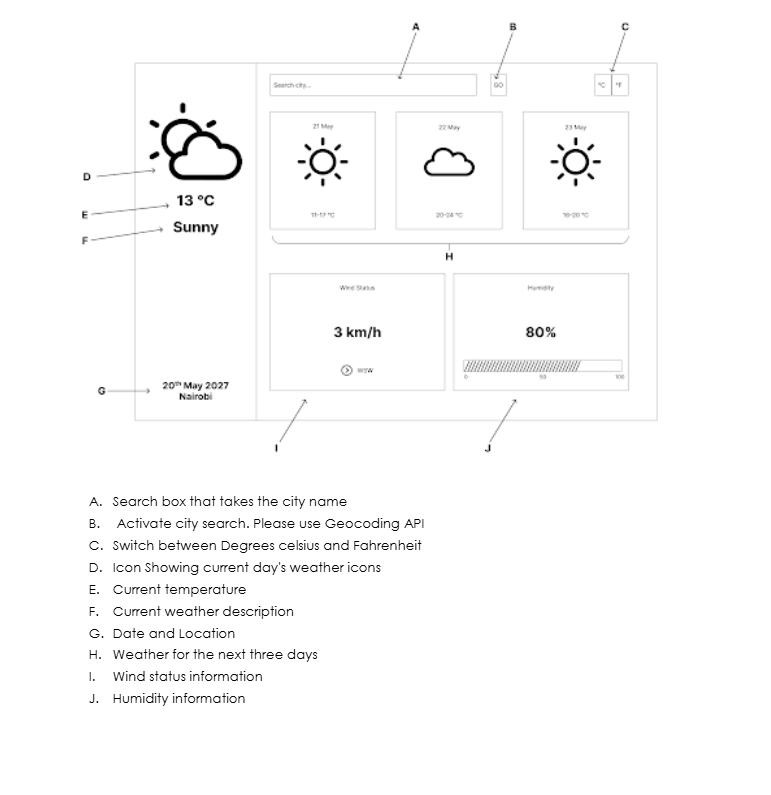 A B C
Search city... GO °C °F
21 May 22 May 23 May
D
13 °C
E
11-17 °C 20-24 °C 16-20 °C
Sunny
F
H
Wind Status Humidity
3 km/h 80%
WSW
0 50 100
20th May 2027
G
Nairobi
I J
A. Search box that takes the city name
B. Activate city search. Please use Geocoding API
C. Switch between Degrees celsius and Fahrenheit
D. Icon Showing current day's weather icons
E. Current temperature
F. Current weather description
G. Date and Location
H. Weather for the next three days
I. Wind status information
J. Humidity information